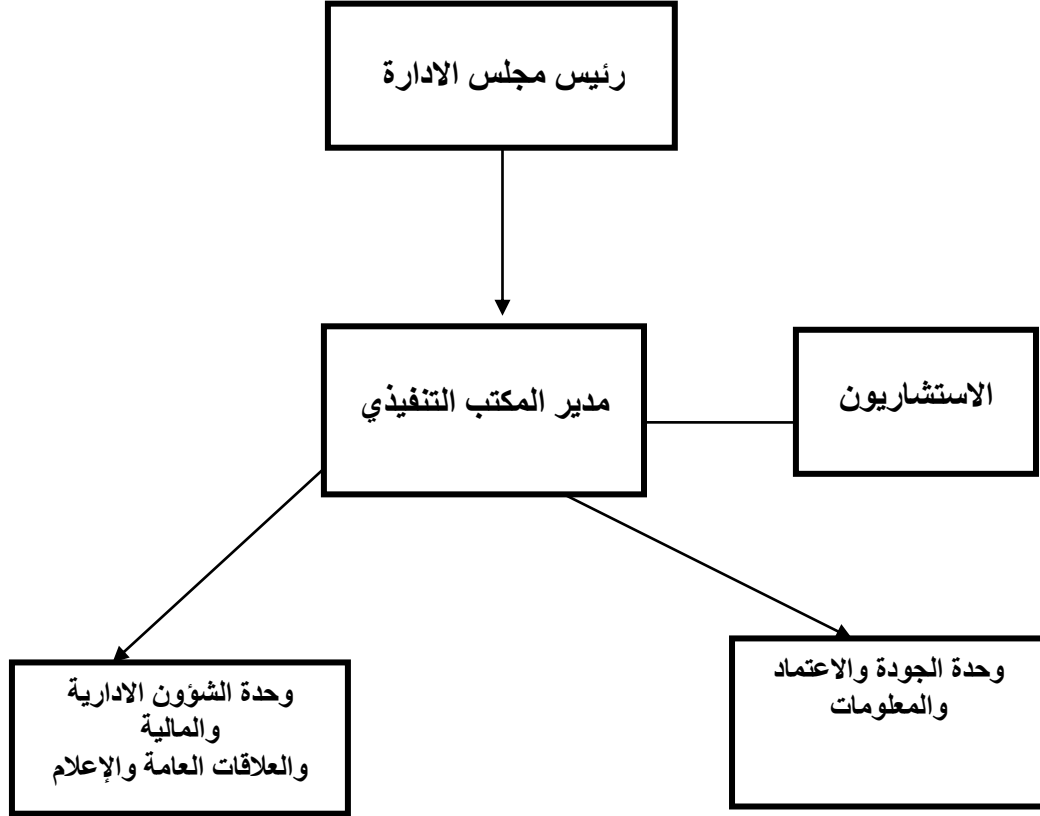 رئيس مجلس الادارة
مدير المكتب التنفيذي
الاستشاريون
وحدة الجودة والاعتماد
والمعلومات
وحدة الشؤون الادارية
والمالية
والعلاقات العامة والإعلام